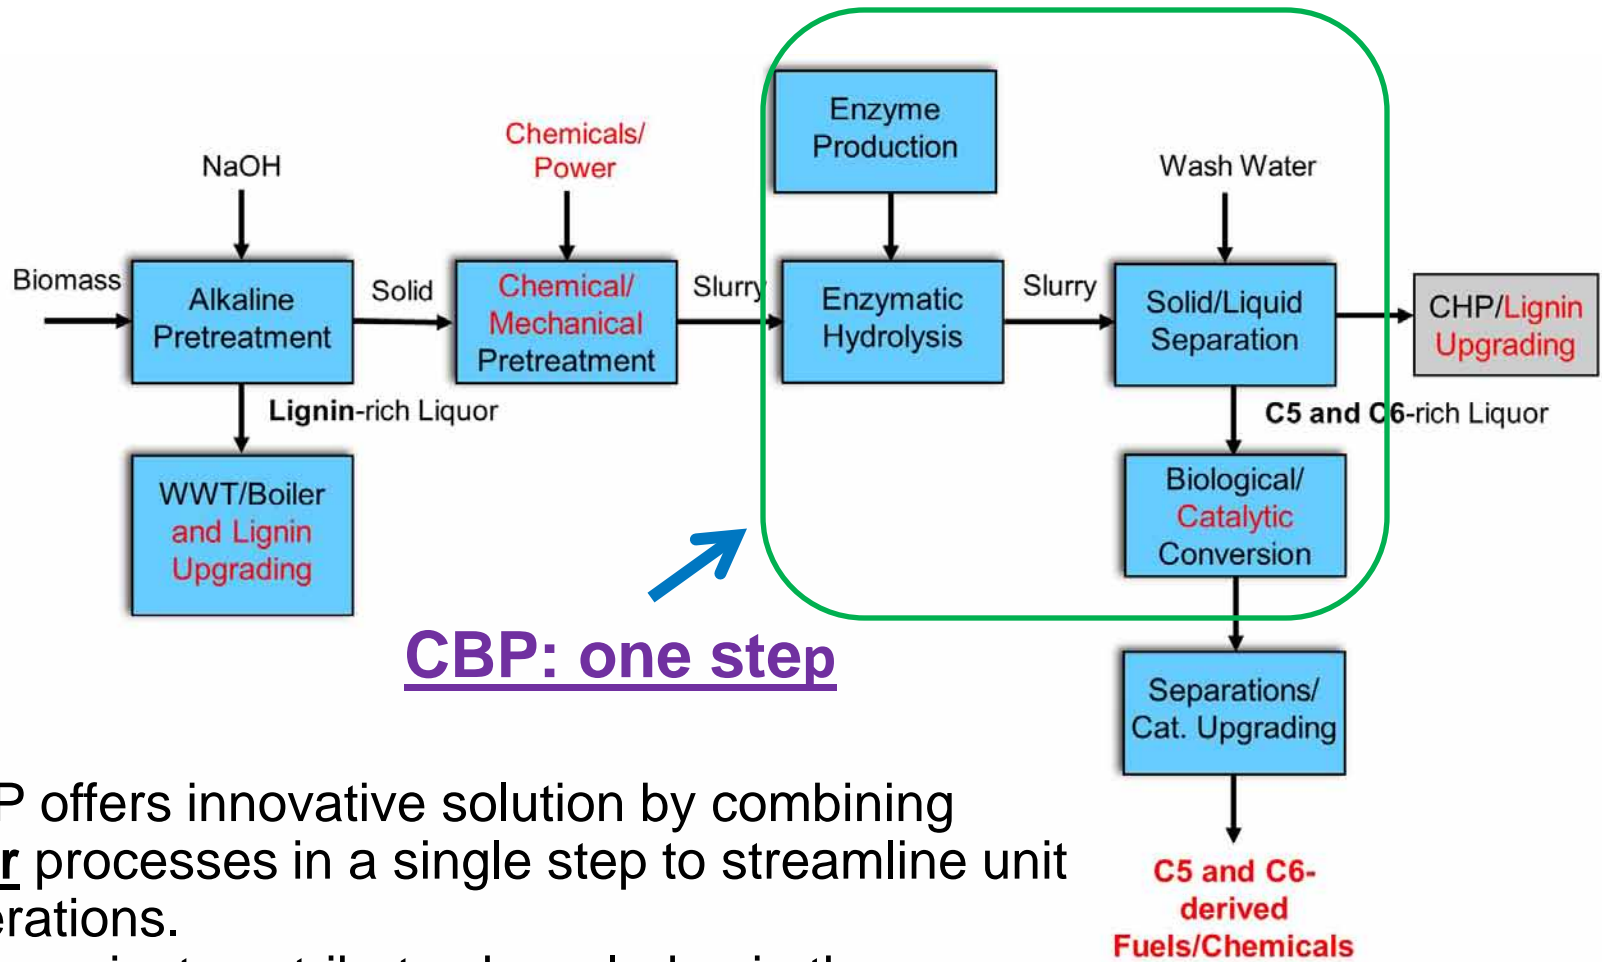 Enzyme
Production
Chemicals/
Power
NaOH
Wash Water
Biomass
Alkaline
Pretreatment
Solid
Chemical/
Mechanical
Pretreatment
Slurry
Enzymatic
Hydrolysis
Slurry
Solid/Liquid
Separation
CHP/Lignin
Upgrading
Lignin-rich Liquor
C5 and C6-rich Liquor
WWT/Boiler
and Lignin
Upgrading
Biological/
Catalytic
Conversion
CBP: one step
Separations/
Cat. Upgrading
P offers innovative solution by combining
r processes in a single step to streamline unit
erations.
C5 and C6-
derived
Fuels/Chemicals